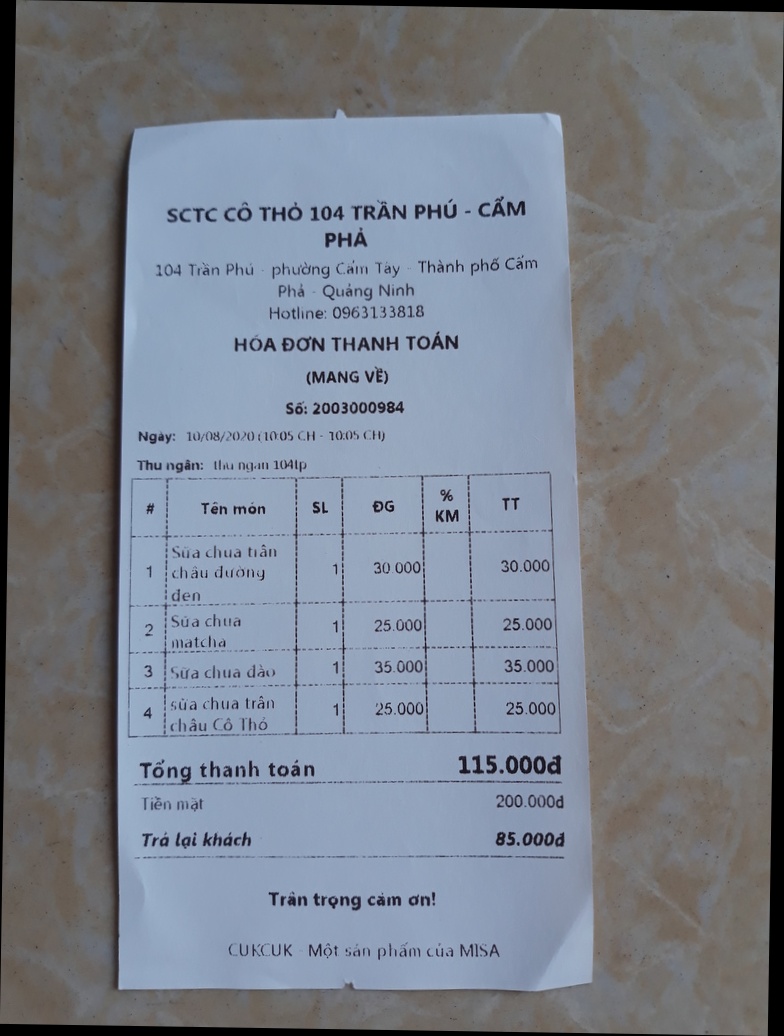 SCTC CÔ THỎ 104 TRẦN PHÚ - CẨM
PHẢ
104 Trần Phú - phường Cẩm Tây - Thành phố Cẩm
Phả - Quảng Ninh
Hotline: 0963133818
HÓA ĐƠN THANH TOÁN
(MANG VỀ)
Số: 2003000984
Ngày: 10/08/2020 (10:05 CH - 10:05 CH)
Thu ngân: thu ngan 104tp
# Tên món SL ĐG % KM TT
1 Sữa chua trân châu đường đen 1 30.000 30.000
2 Sữa chua matcha 1 25.000 25.000
3 Sữa chua đào 1 35.000 35.000
4 sữa chua trân châu Cô Thỏ 1 25.000 25.000
Tổng thanh toán 115.000đ
Tiền mặt 200.000đ
Trả lại khách 85.000đ
Trân trọng cảm ơn!
CUKCUK - Một sản phẩm của MISA